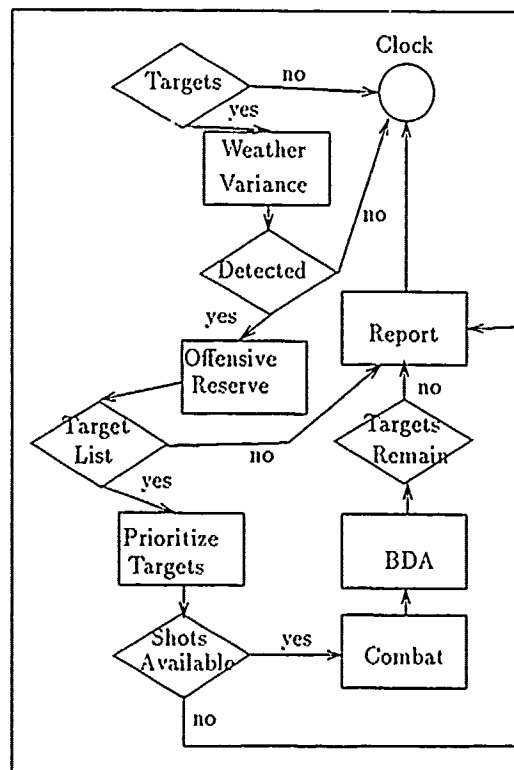 Clock
Targets
no
yes
Weather
Variance
no
Detected
yes
Report
Offensive
Reserve
no
Target
List
Targets
Remain
no
yes
Prioritize
Targets
BDA
Shots
Available
yes
Combat
no